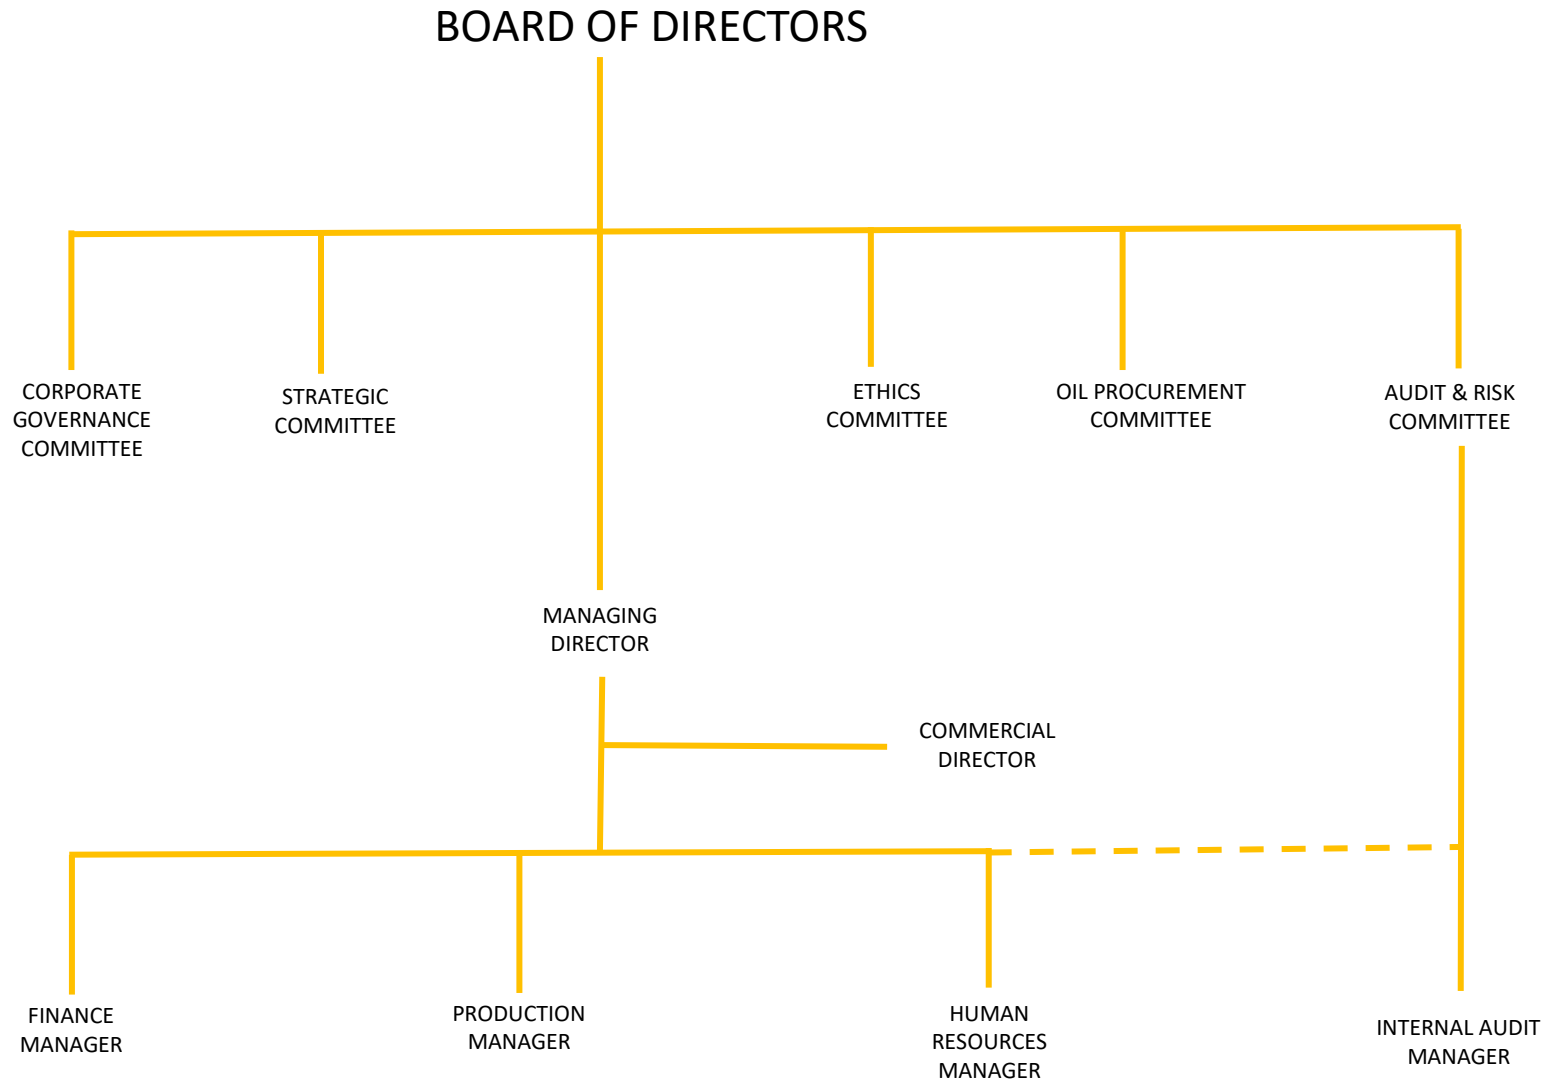 BOARD OF DIRECTORS
CORPORATE
GOVERNANCE
COMMITTEE
STRATEGIC
COMMITTEE
ETHICS
COMMITTEE
OIL PROCUREMENT
COMMITTEE
AUDIT & RISK
COMMITTEE
MANAGING
DIRECTOR
COMMERCIAL
DIRECTOR
FINANCE
MANAGER
PRODUCTION
MANAGER
HUMAN
RESOURCES
MANAGER
INTERNAL AUDIT
MANAGER